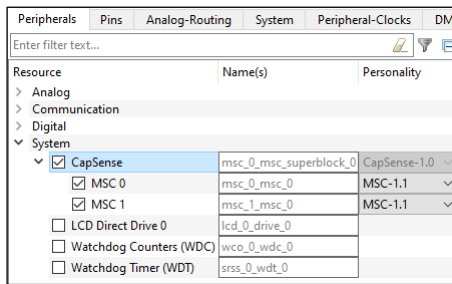 Peripherals Pins Analog-Routing System Peripheral-Clocks DM
Enter filter text...
Resource Name(s) Personality
Analog
Communication
Digital
System
CapSense msc_0_msc_superblock_0 CapSense-1.0
MSC 0 msc_0_msc_0 MSC-1.1
MSC 1 msc_1_msc_0 MSC-1.1
LCD Direct Drive 0 lcd_0_drive_0
Watchdog Counters (WDC) wco_0_wdc_0
Watchdog Timer (WDT) srss_0_wdt_0